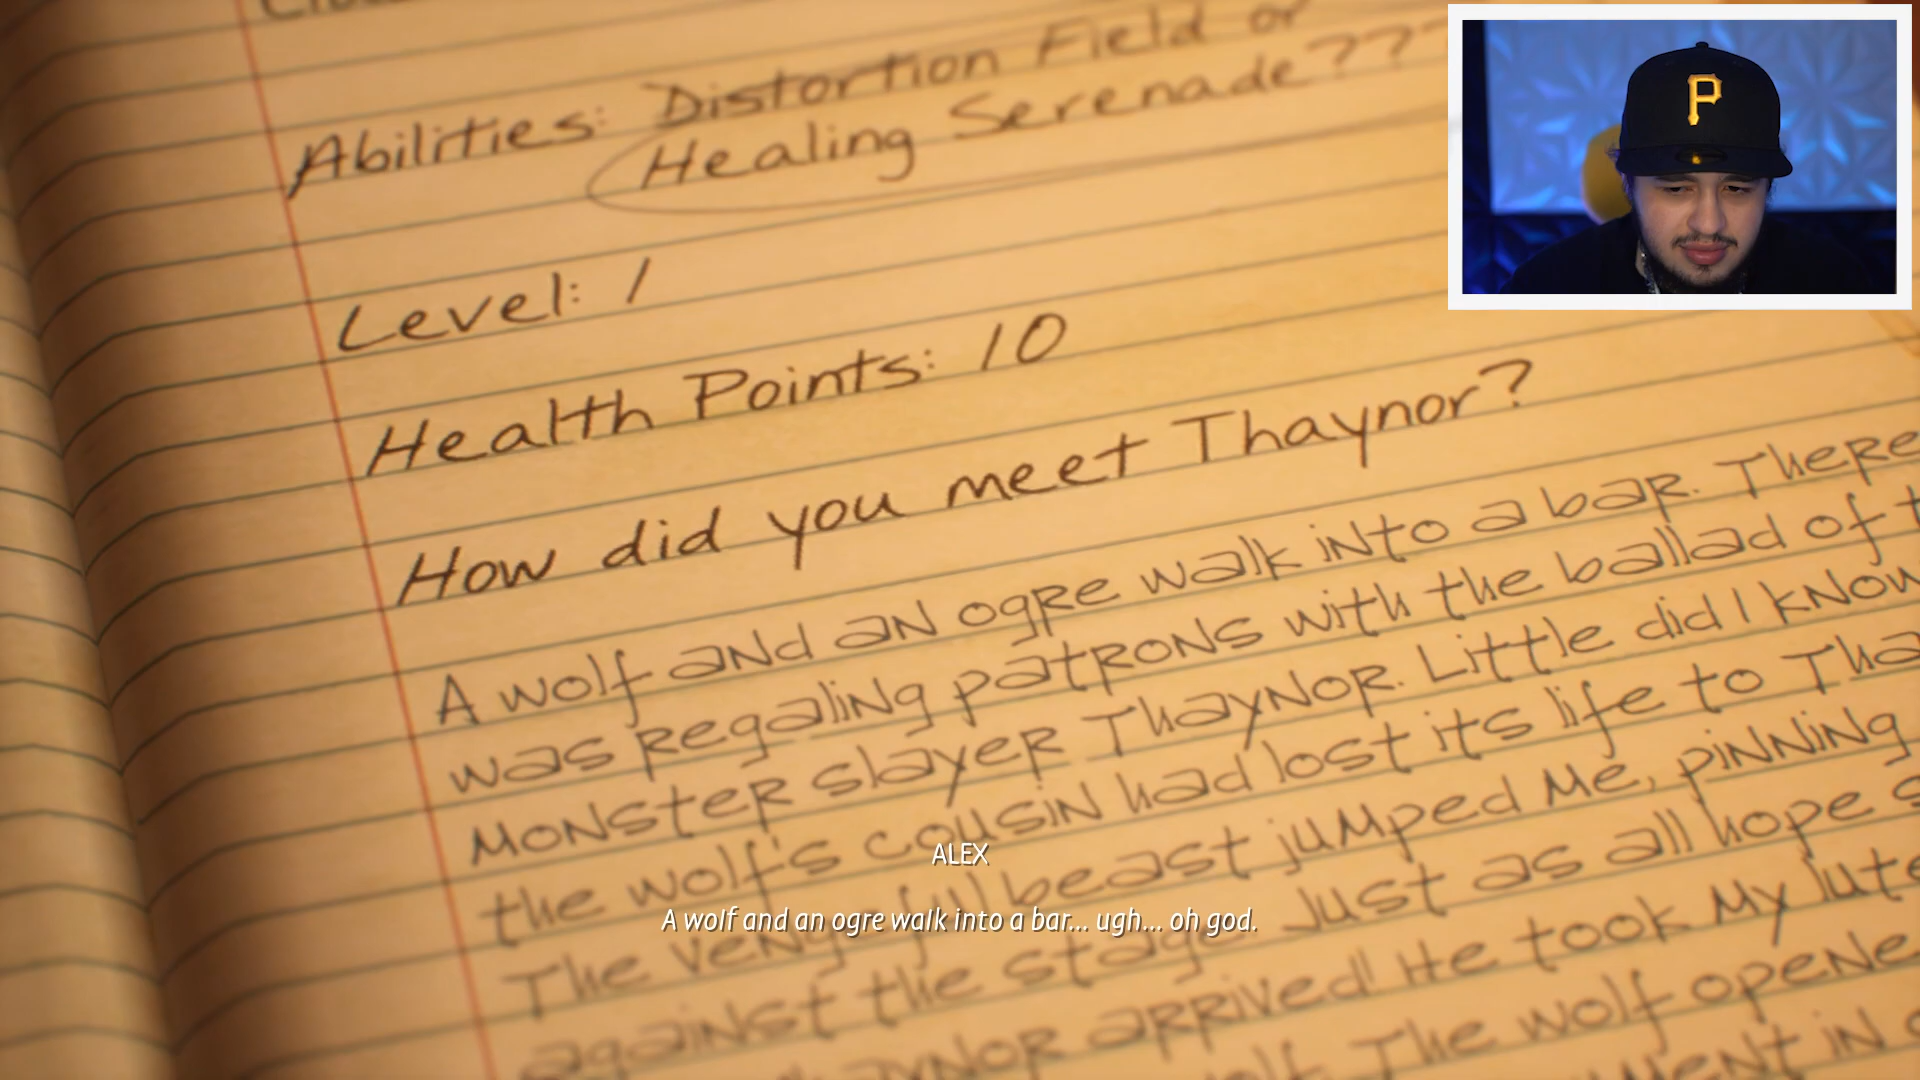 Abilities: Distortion Field or
Healing Serenade???
Level: 1
Health Points: 10
How did you meet Thaynor?
A wolf and an ogre walk into a bar. There
was regaling patrons with the ballad of
monster slayer Thaynor. Little did I know
the wolf's cousin had lost its life to
The vengeful beast jumped me, pinning
against the stage. Just as all hope
arrived! He took my lute
The wolf
in
ALEX
A wolf and an ogre walk into a bar... ugh... oh god.
P